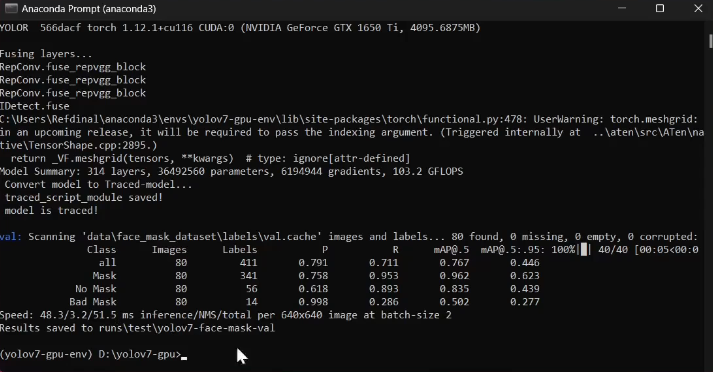 Anaconda Prompt (anaconda3)
YOLOR  566dacf torch 1.12.1+cu116 CUDA:0 (NVIDIA GeForce GTX 1650 Ti, 4095.6875MB)
Fusing layers...
RepConv.fuse_repvgg_block
RepConv.fuse_repvgg_block
RepConv.fuse_repvgg_block
IDetect.fuse
C:\Users\Refdinal\anaconda3\envs\yolov7-gpu-env\lib\site-packages\torch\functional.py:478: UserWarning: torch.meshgrid:
in an upcoming release, it will be required to pass the indexing argument. (Triggered internally at  ..\aten\src\ATen\na
tive\TensorShape.cpp:2895.)
  return _VF.meshgrid(tensors, **kwargs)  # type: ignore[attr-defined]
Model Summary: 314 layers, 36492560 parameters, 6194944 gradients, 103.2 GFLOPS
 Convert model to Traced-model...
 traced_script_module saved!
 model is traced!
val: Scanning 'data\face_mask_dataset\labels\val.cache' images and labels... 80 found, 0 missing, 0 empty, 0 corrupted:
Class      Images      Labels           P           R      mAP@.5  mAP@.5:.95: 100%|█| 40/40 [00:05<00:0
all          80         411       0.791       0.711       0.767       0.446
Mask          80         341       0.758       0.953       0.962       0.623
No Mask          80          56       0.618       0.893       0.835       0.439
Bad Mask          80          14       0.998       0.286       0.502       0.277
Speed: 48.3/3.2/51.5 ms inference/NMS/total per 640x640 image at batch-size 2
Results saved to runs\test\yolov7-face-mask-val
(yolov7-gpu-env) D:\yolov7-gpu>